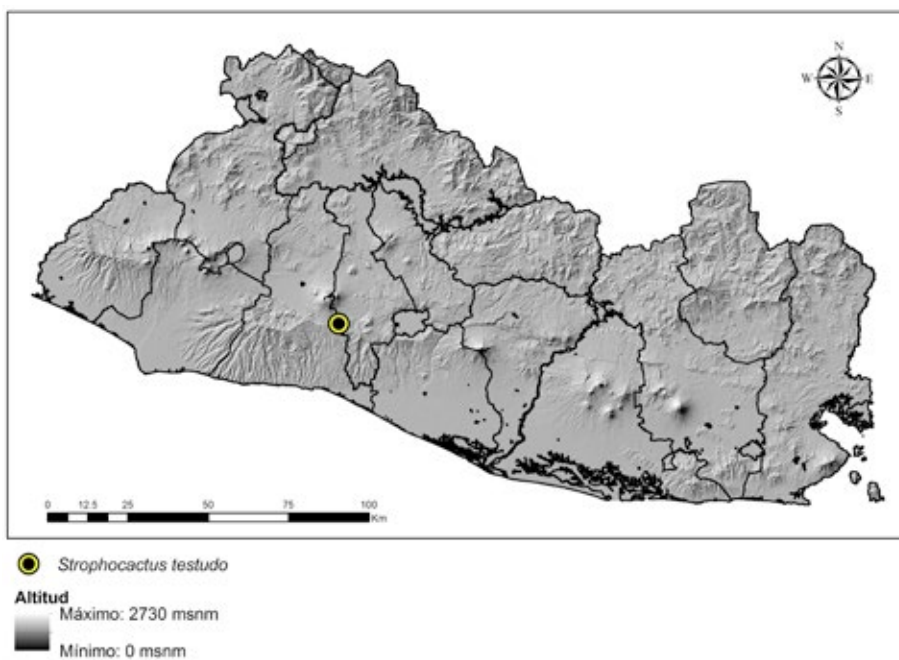 N
W E
S
0 12.5 25 50 75 100
Km
Strophocactus testudo
Altitud
Máximo: 2730 msnm
Mínimo: 0 msnm